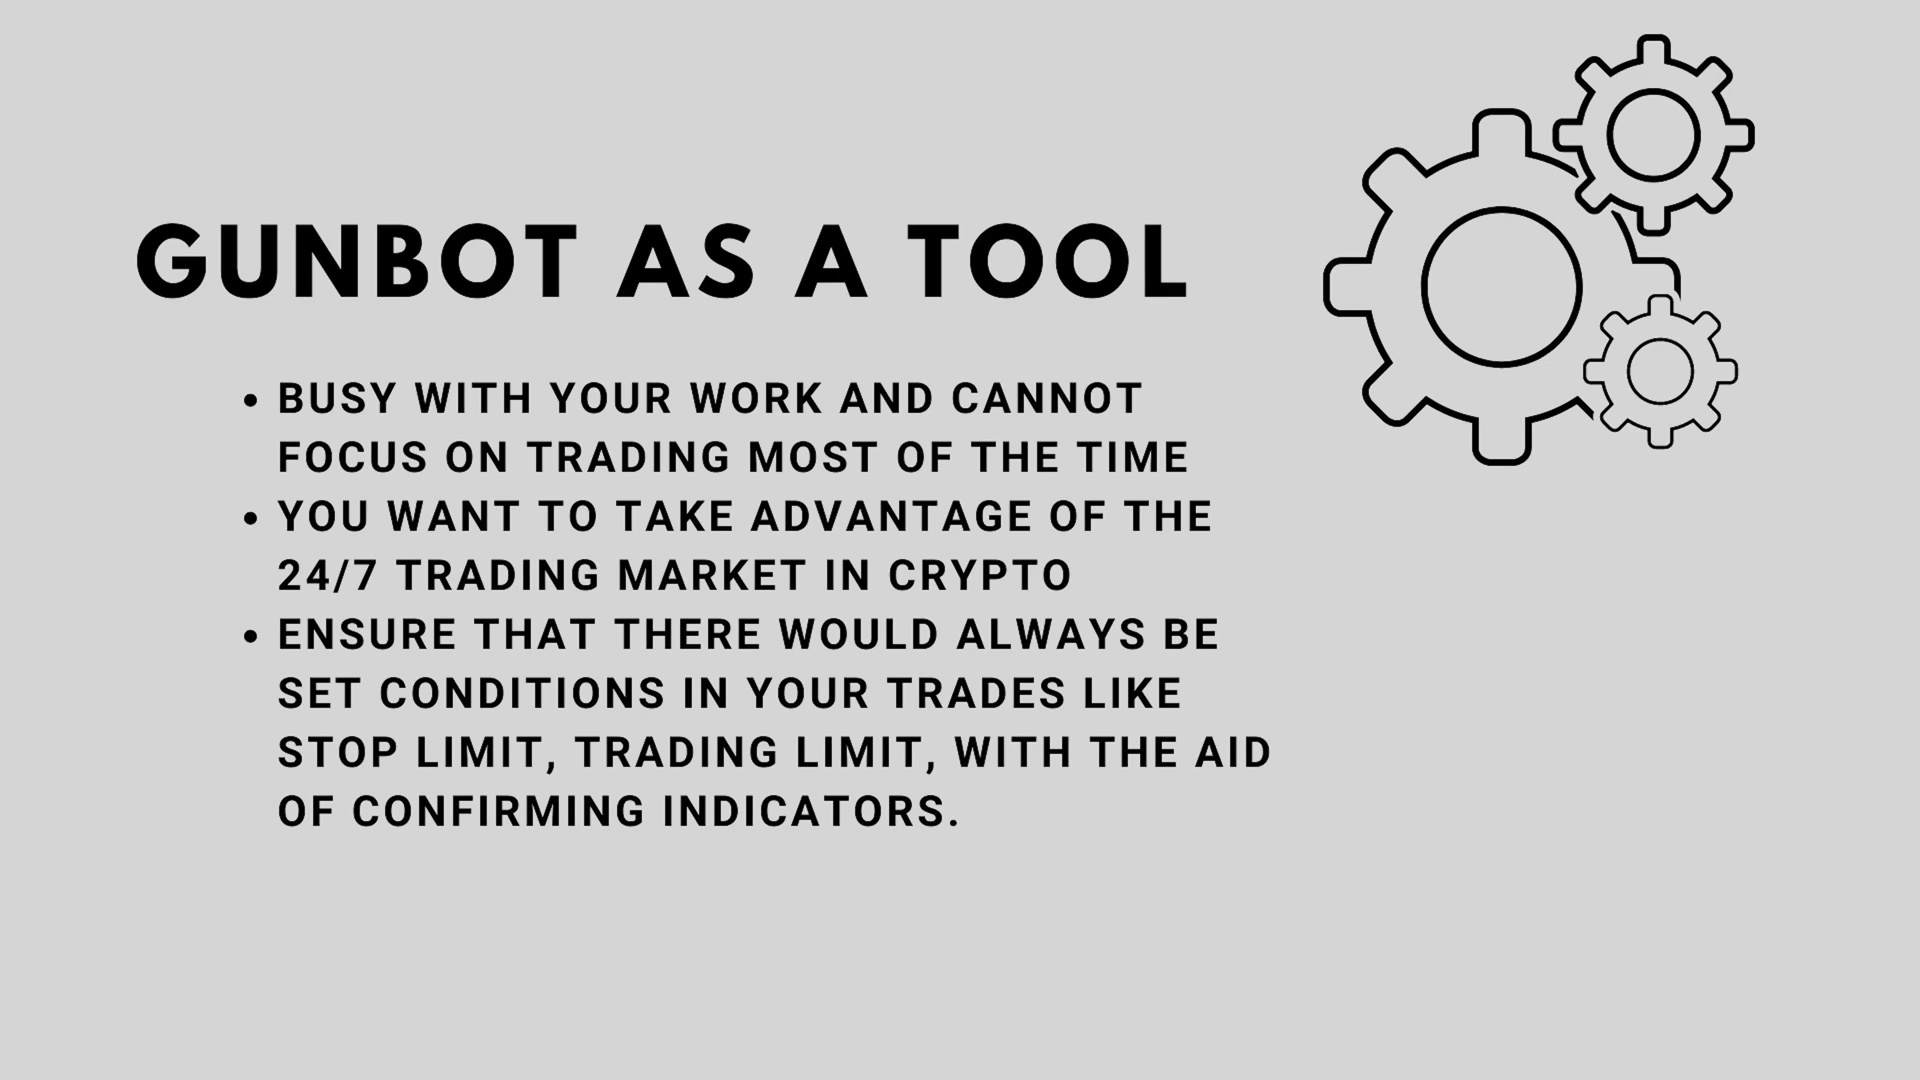 GUNBOT AS A TOOL
• BUSY WITH YOUR WORK AND CANNOT
FOCUS ON TRADING MOST OF THE TIME
• YOU WANT TO TAKE ADVANTAGE OF THE
24/7 TRADING MARKET IN CRYPTO
• ENSURE THAT THERE WOULD ALWAYS BE
SET CONDITIONS IN YOUR TRADES LIKE
STOP LIMIT, TRADING LIMIT, WITH THE AID
OF CONFIRMING INDICATORS.